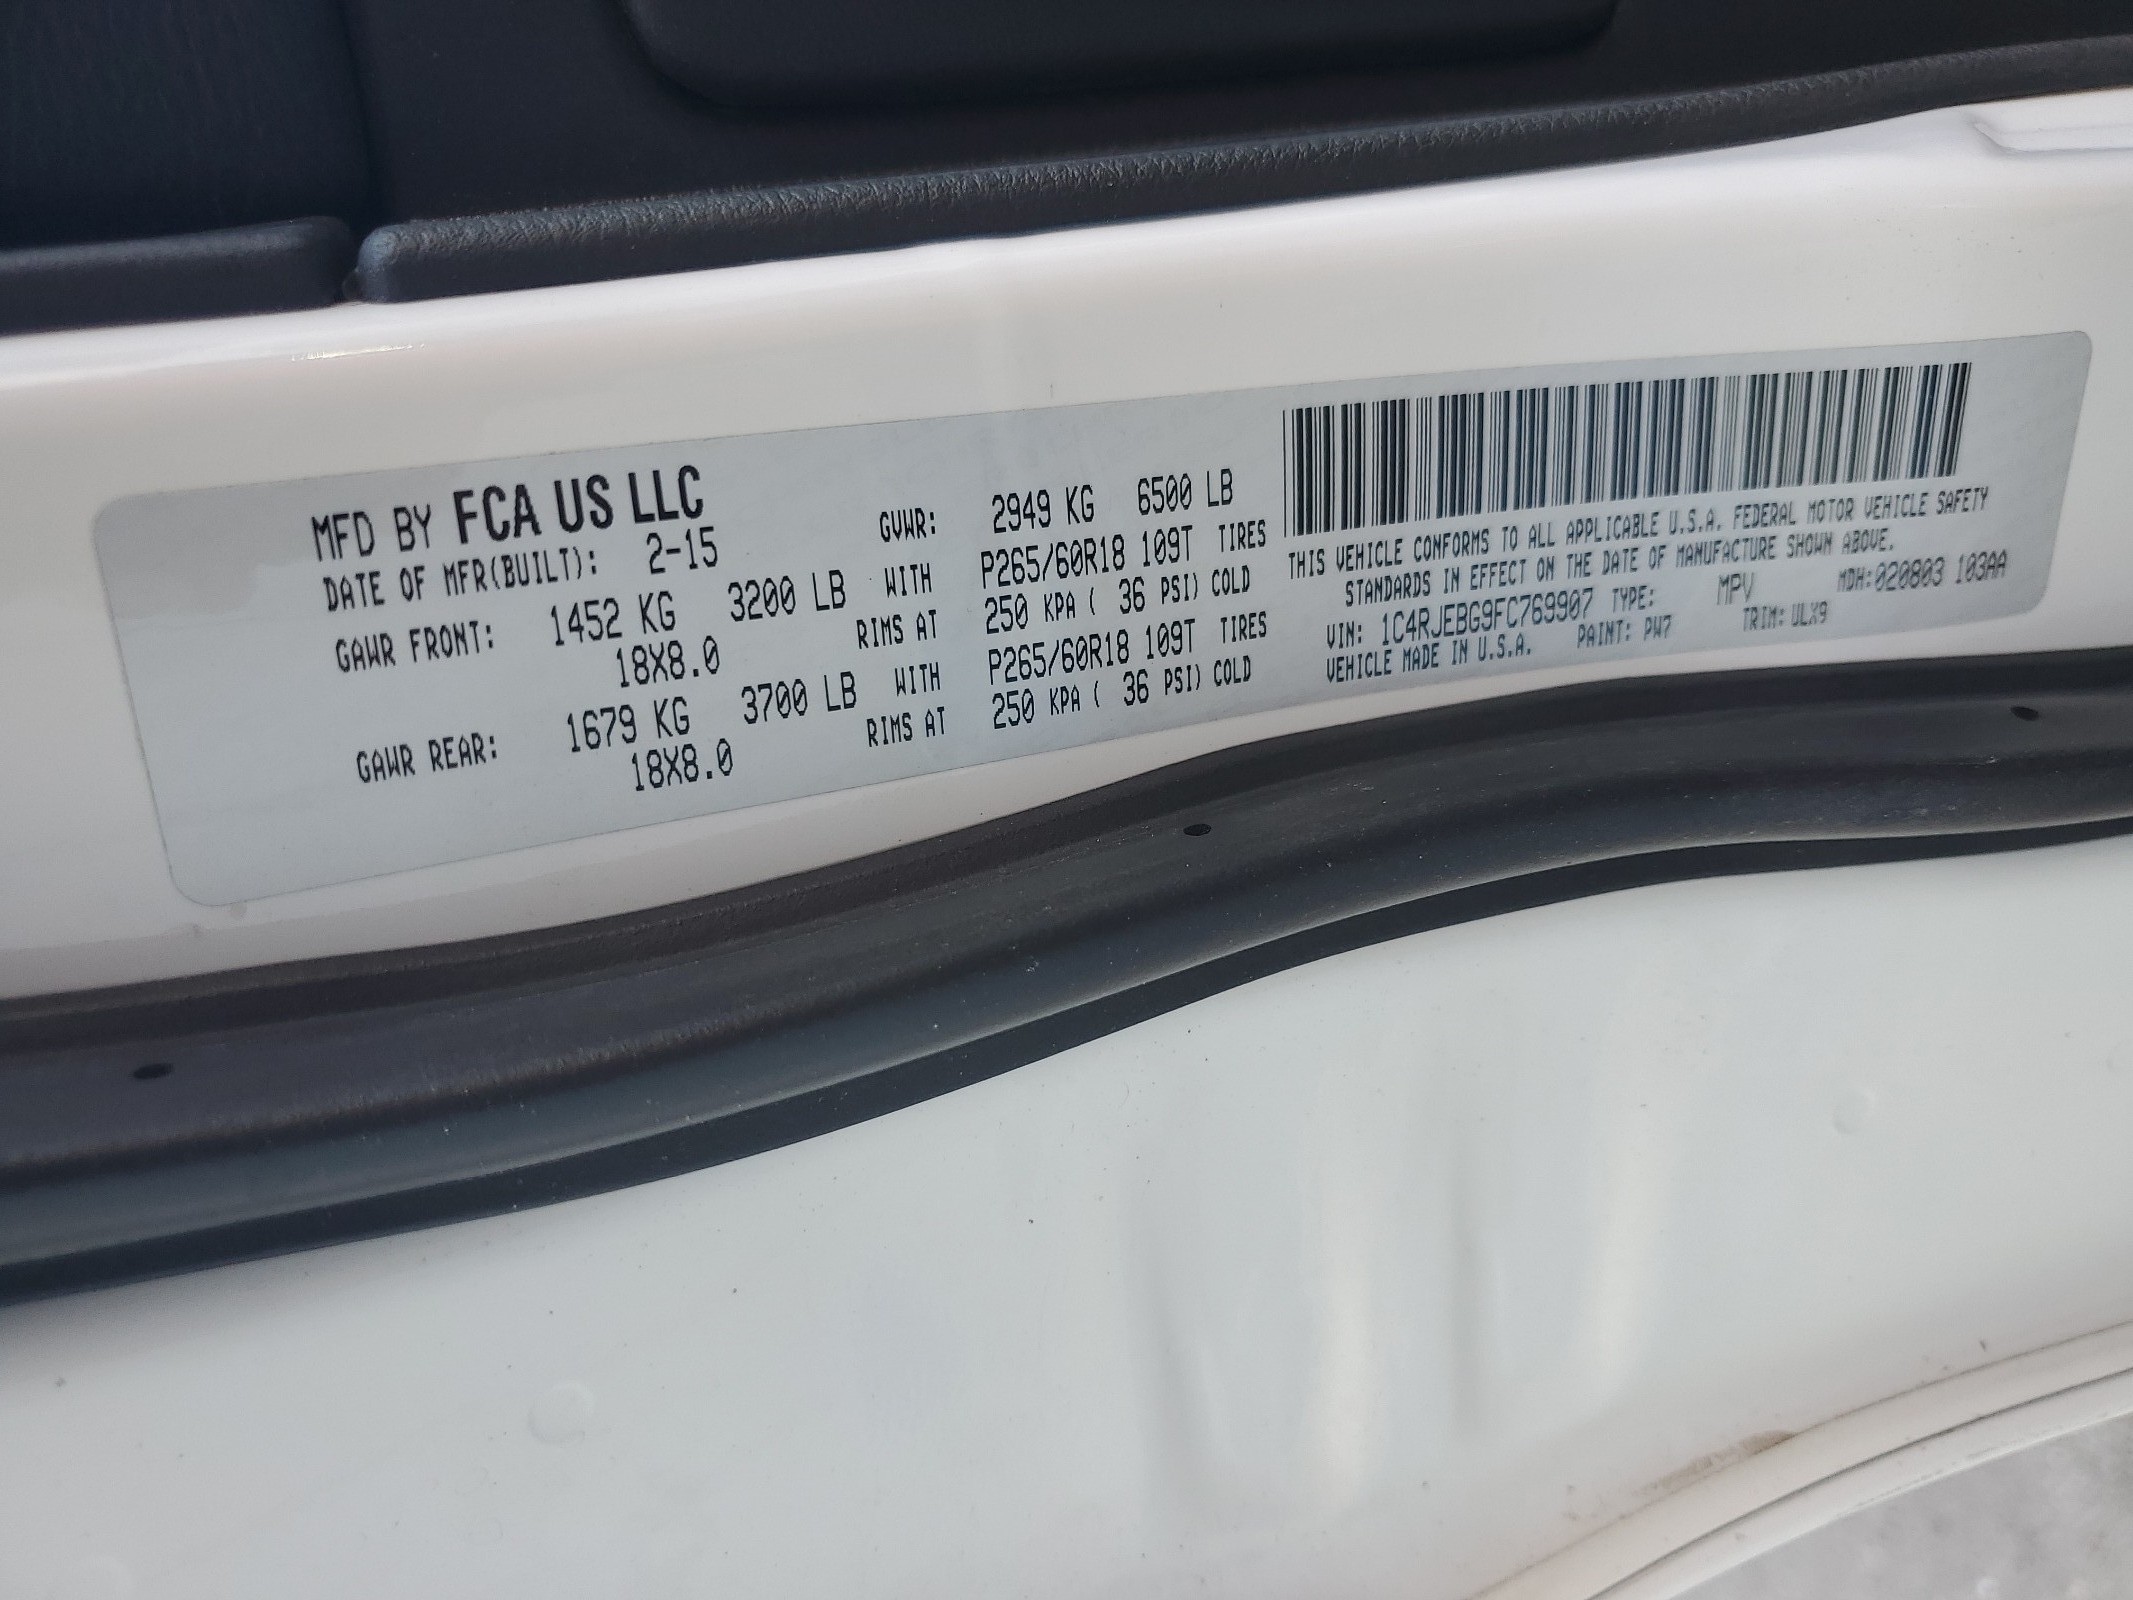 MFD BY FCA US LLC
DATE OF MFR(BUILT): 2-15 GVWR: 2949 KG 6500 LB
GAWR FRONT: 1452 KG 3200 LB WITH P265/60R18 109T TIRES
18X8.0 RIMS AT 250 KPA ( 36 PSI) COLD
GAWR REAR: 1679 KG 3700 LB WITH P265/60R18 109T TIRES
18X8.0 RIMS AT 250 KPA ( 36 PSI) COLD
THIS VEHICLE CONFORMS TO ALL APPLICABLE U.S.A. FEDERAL MOTOR VEHICLE SAFETY
STANDARDS IN EFFECT ON THE DATE OF MANUFACTURE SHOWN ABOVE.
VIN: 1C4RJEBG9FC769907 TYPE: MPV MDH:020803 103AA
VEHICLE MADE IN U.S.A. PAINT: PW7 TRIM: ULX9